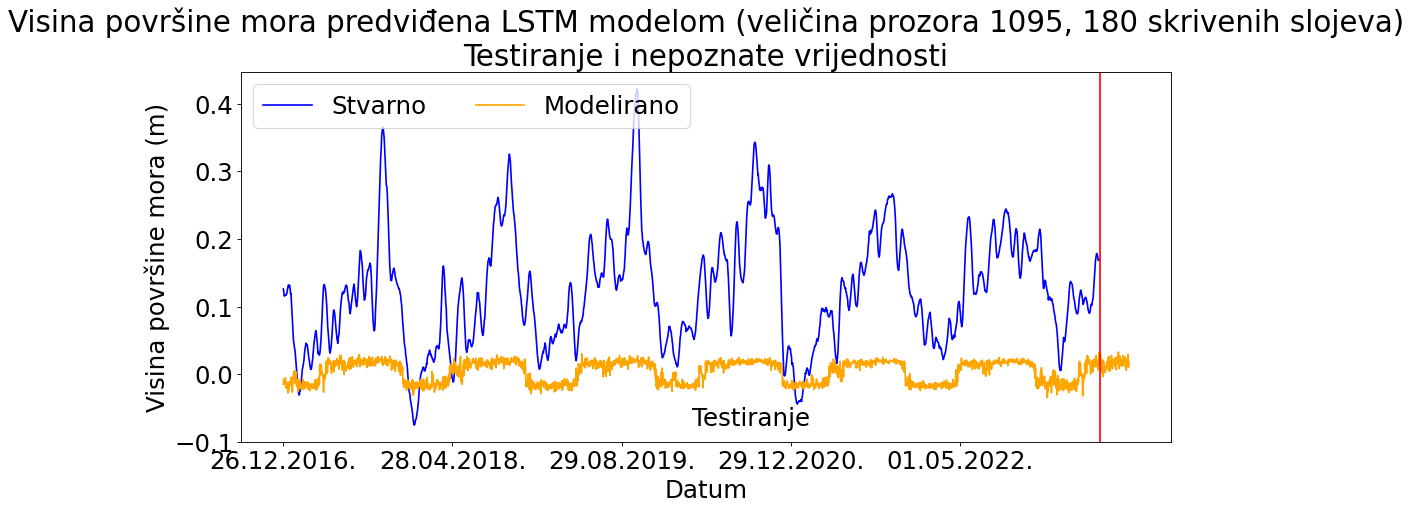 Visina površine mora predviđena LSTM modelom (veličina prozora 1095, 180 skrivenih slojeva)
Testiranje i nepoznate vrijednosti
Stvarno
Modelirano
Visina površine mora (m)
0.4
0.3
0.2
0.1
0.0
−0.1
Testiranje
26.12.2016.
28.04.2018.
29.08.2019.
29.12.2020.
01.05.2022.
Datum